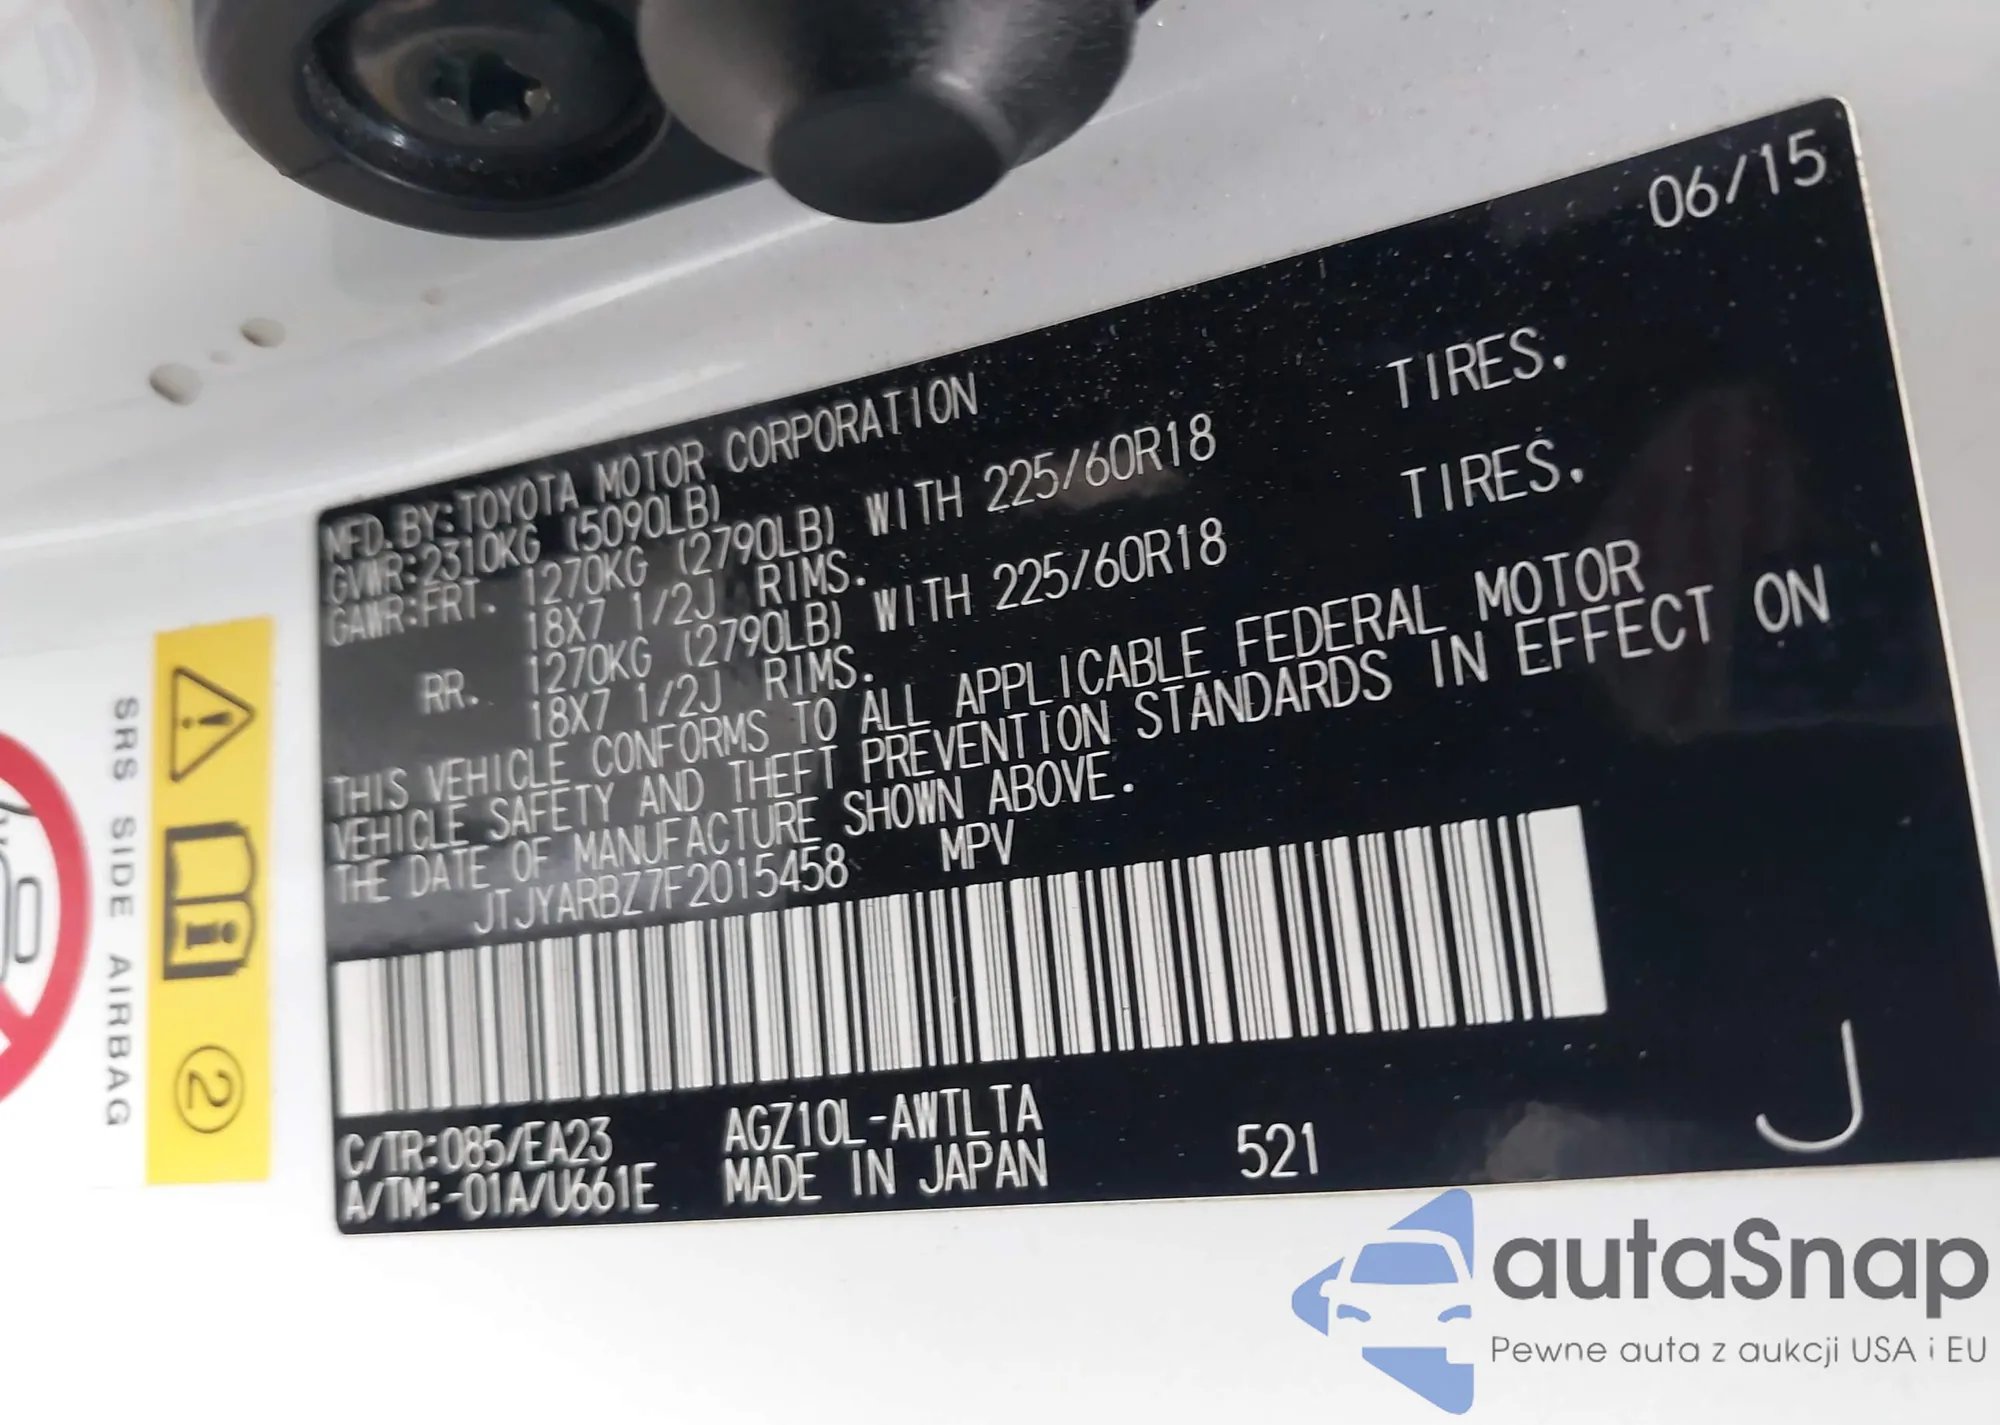 06/15
MFD. BY: TOYOTA MOTOR CORPORATION
GVWR: 2310KG (5090LB)
GAWR: FRT. 1270KG (2790LB) WITH 225/60R18 TIRES.
18X7 1/2J RIMS.
RR. 1270KG (2790LB) WITH 225/60R18 TIRES.
18X7 1/2J RIMS.
THIS VEHICLE CONFORMS TO ALL APPLICABLE FEDERAL MOTOR
VEHICLE SAFETY AND THEFT PREVENTION STANDARDS IN EFFECT ON
THE DATE OF MANUFACTURE SHOWN ABOVE.
JTJYARBZ7F2015458 MPV
C/TR: 085/EA23 AGZ10L-AWTLTA
A/TM: -01A/U661E MADE IN JAPAN 521
J
SRS SIDE AIRBAG
2
autaSnap
Pewne auta z aukcji USA i EU